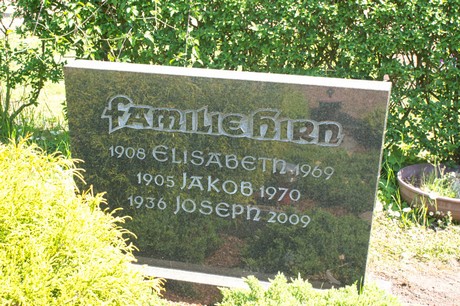 Familie Hirn
1908 ELISABETH 1969
1905 JAKOB 1970
1936 JOSEPH 2009